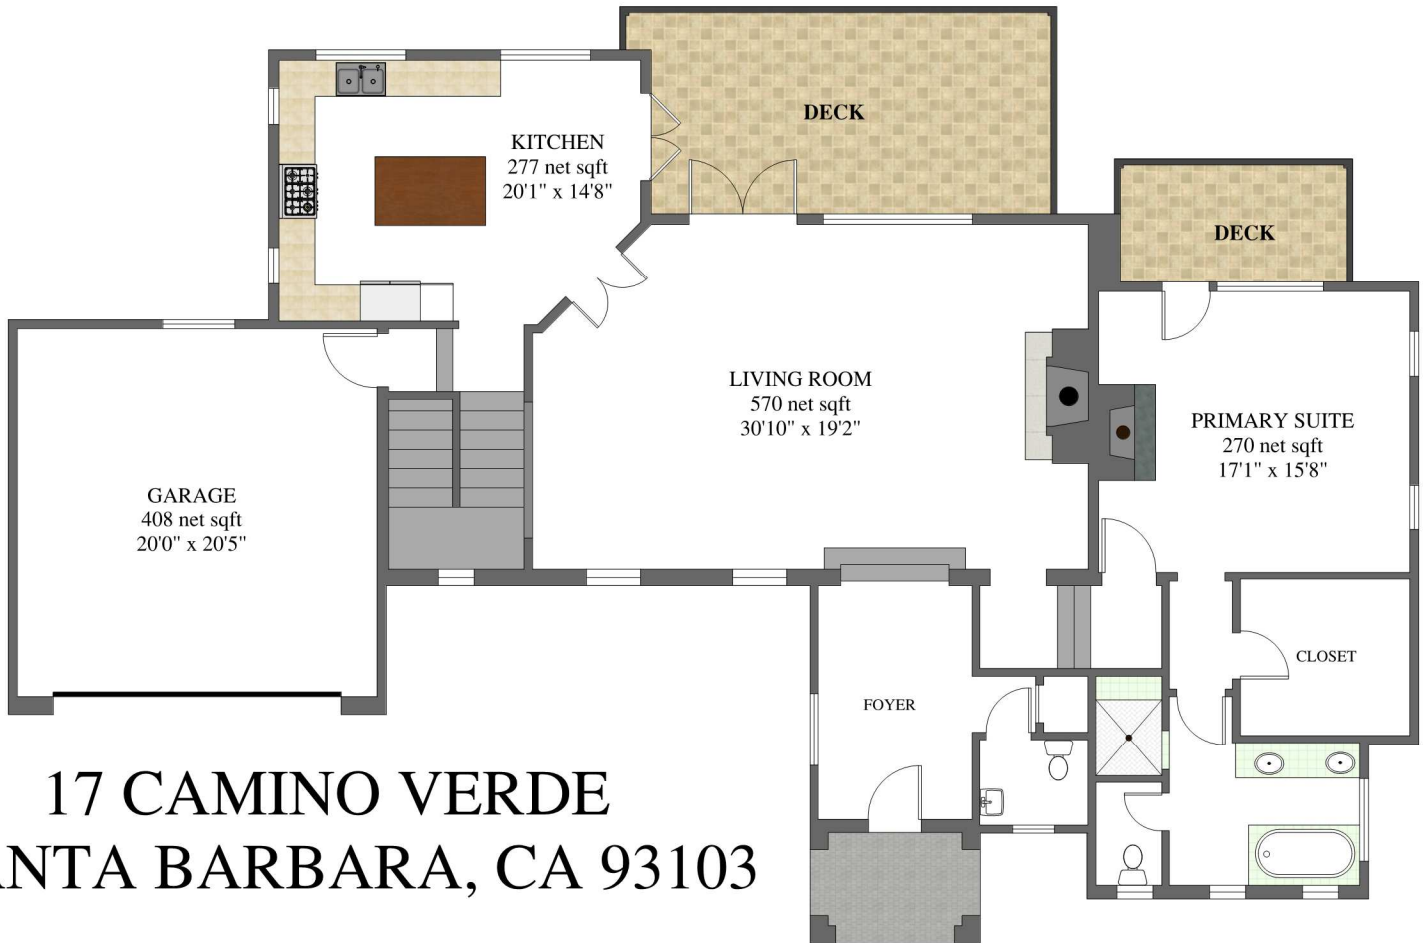 DECK
KITCHEN
277 net sqft
20'1" x 14'8"
DECK
LIVING ROOM
570 net sqft
30'10" x 19'2"
PRIMARY SUITE
270 net sqft
17'1" x 15'8"
GARAGE
408 net sqft
20'0" x 20'5"
CLOSET
FOYER
17 CAMINO VERDE
ANTA BARBARA, CA 93103